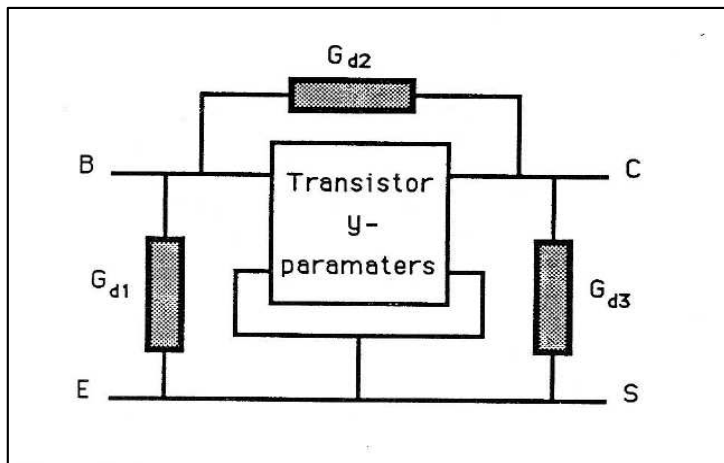 Gd2
B
C
Transistor
y-
paramaters
Gd1
Gd3
E
S